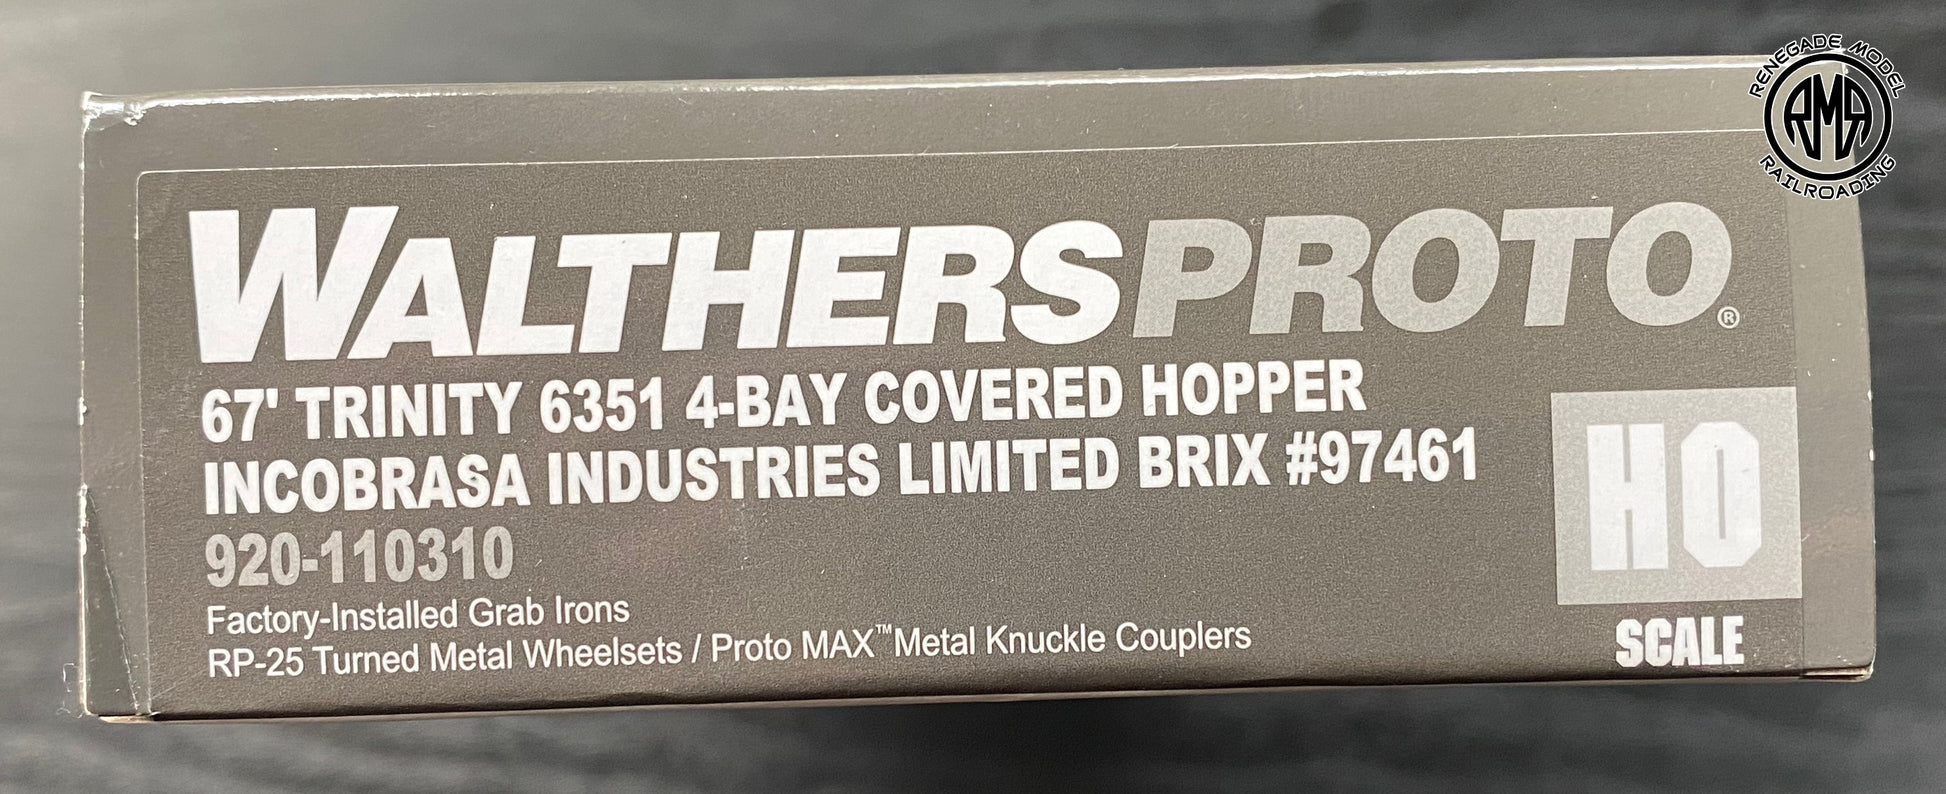 RENEGADE MODEL
RMR
RAILROADING
WALTHERSPROTO®
67' TRINITY 6351 4-BAY COVERED HOPPER
INCOBRASA INDUSTRIES LIMITED BRIX #97461
920-110310
Factory-Installed Grab Irons
RP-25 Turned Metal Wheelsets / Proto MAX™ Metal Knuckle Couplers
HO
SCALE